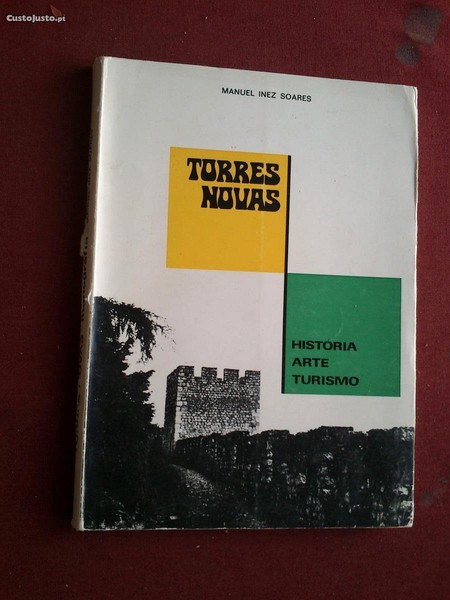 CustoJusto.pt
MANUEL INEZ SOARES
TORRES
NOVAS
HISTÓRIA
ARTE
TURISMO